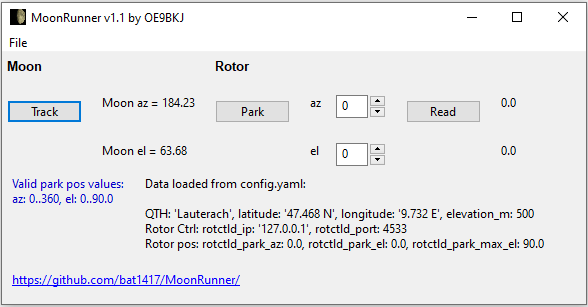 MoonRunner v1.1 by OE9BKJ
File
Moon Rotor
Track Moon az = 184.23 Park az 0 Read 0.0
Moon el = 63.68 el 0 0.0
Valid park pos values: Data loaded from config.yaml:
az: 0..360, el: 0..90.0
QTH: 'Lauterach', latitude: '47.468 N', longitude: '9.732 E', elevation_m: 500
Rotor Ctrl: rotctld_ip: '127.0.0.1', rotctld_port: 4533
Rotor pos: rotctld_park_az: 0.0, rotctld_park_el: 0.0, rotctld_park_max_el: 90.0
https://github.com/bat1417/MoonRunner/